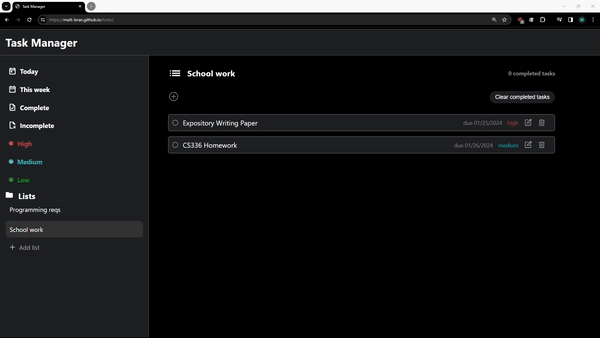 Task Manager
https://matt-bran.github.io/todo/
Task Manager
Today
This week
Complete
Incomplete
High
Medium
Low
Lists
Programming reqs
School work
Add list
School work
0 completed tasks
Clear completed tasks
Expository Writing Paper
due 01/25/2024
high
CS336 Homework
due 01/26/2024
medium